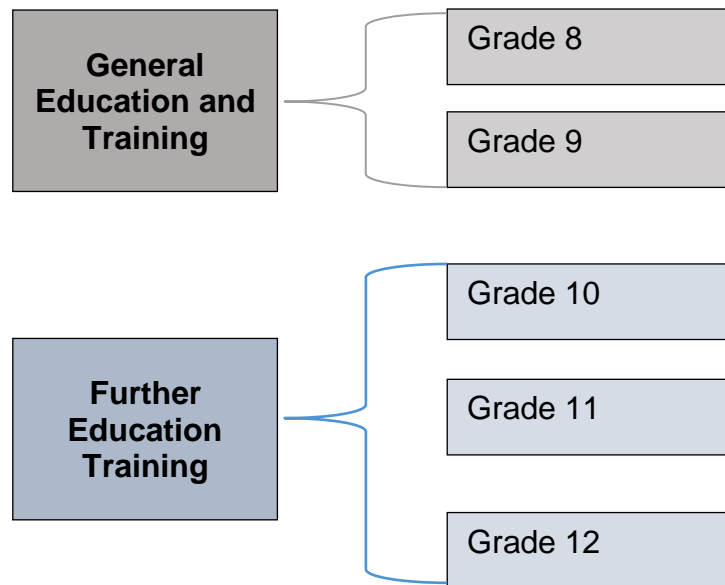 General
Education and
Training
Grade 8
Grade 9
Further
Education
Training
Grade 10
Grade 11
Grade 12